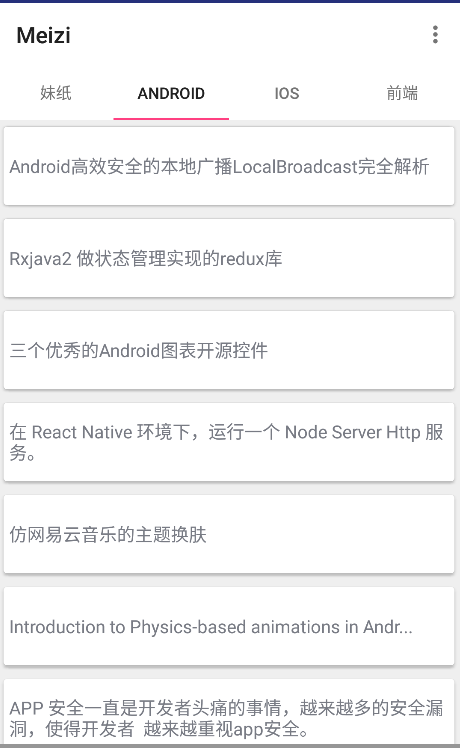 Meizi
妹纸 ANDROID IOS 前端
Android高效安全的本地广播LocalBroadcast完全解析
Rxjava2 做状态管理实现的redux库
三个优秀的Android图表开源控件
在 React Native 环境下，运行一个 Node Server Http 服
务。
仿网易云音乐的主题换肤
Introduction to Physics-based animations in Andr...
APP 安全一直是开发者头痛的事情，越来越多的安全漏
洞，使得开发者 越来越重视app安全。